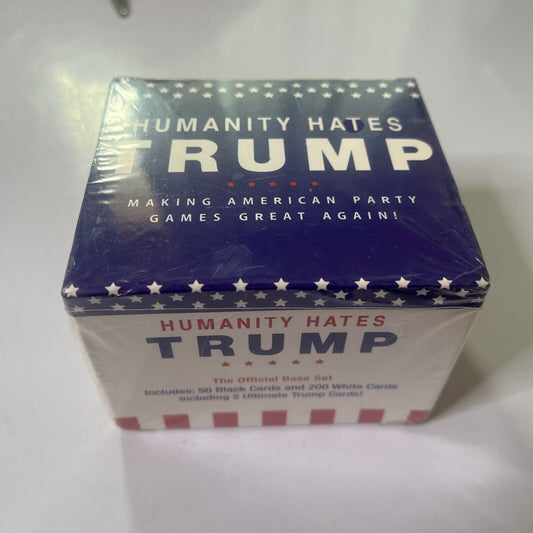 HUMANITY HATES
TRUMP
MAKING AMERICAN PARTY
GAMES GREAT AGAIN!
HUMANITY HATES
TRUMP
The Official Base Set
Includes: 50 Black Cards and 200 White Cards
including 2 Ultimate Trump Cards!